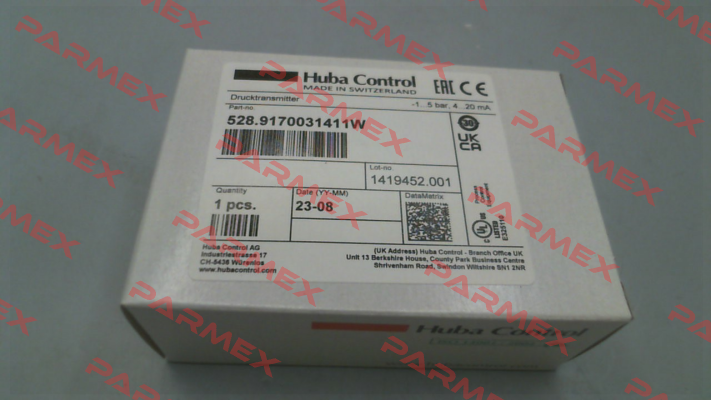 Huba Control
MADE IN SWITZERLAND
EAC CE
Drucktransmitter
-1...5 bar, 4...20 mA
Part-no.
528.9170031411W
UK
CA
Lot-no.
1419452.001
Quantity
1 pcs.
Date (YY-MM)
23-08
DataMatrix
UL
LISTED
Huba Control AG
Industriestrasse 17
CH-5436 Würenlos
www.hubacontrol.com
(UK Address) Huba Control - Branch Office UK
Unit 13 Berkshire House, County Park Business Centre
Shrivenham Road, Swindon Wiltshire SN1 2NR
Huba Control
PARMEX